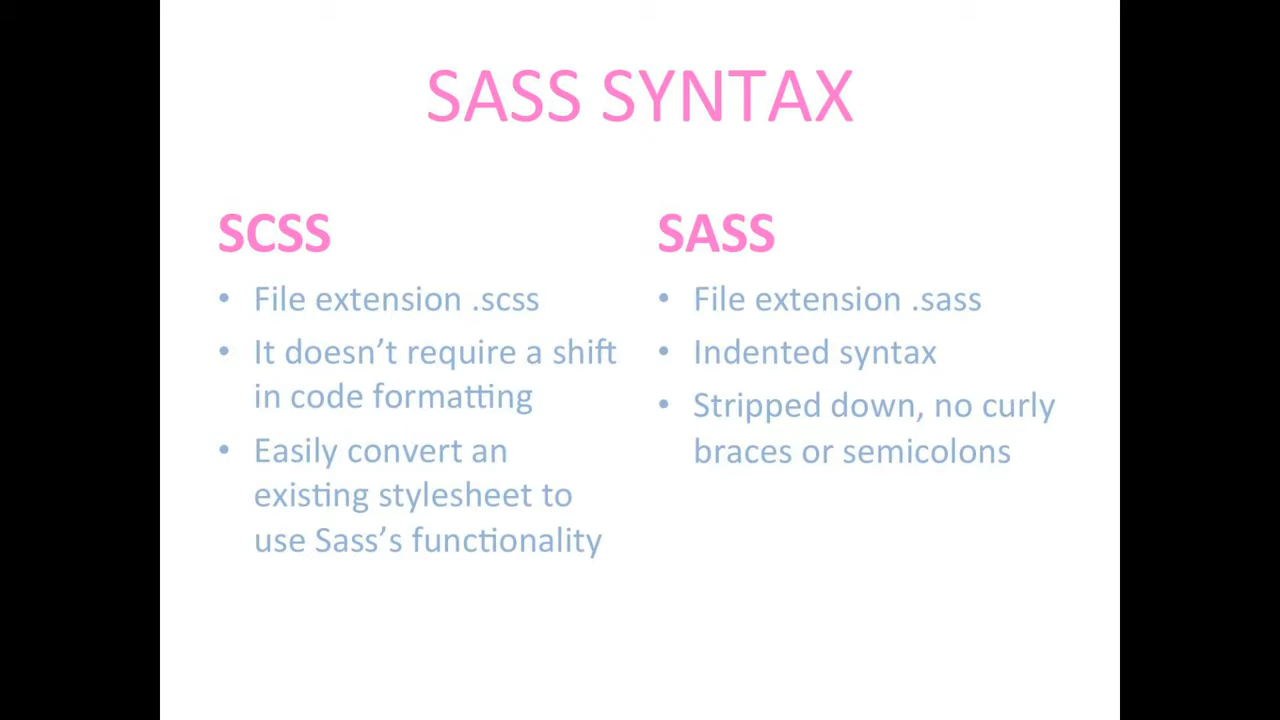 SASS SYNTAX
SCSS
• File extension .scss
• It doesn’t require a shift
in code formatting
• Easily convert an
existing stylesheet to
use Sass’s functionality
SASS
• File extension .sass
• Indented syntax
• Stripped down, no curly
braces or semicolons